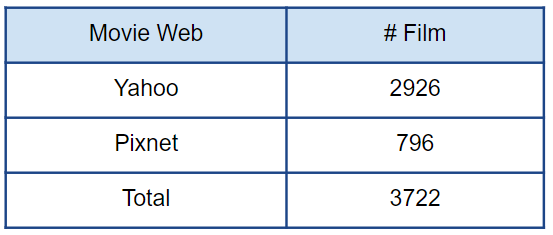 Movie Web # Film
Yahoo 2926
Pixnet 796
Total 3722